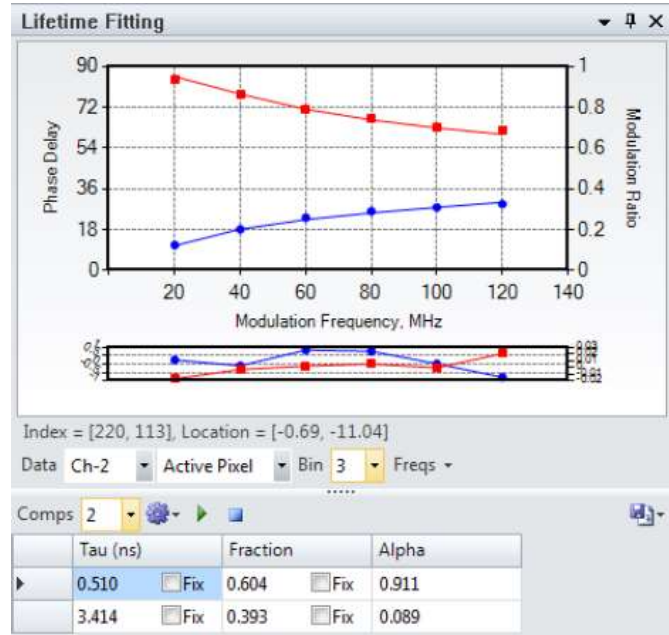 Lifetime Fitting
90
72
54
36
18
0
Phase Delay
1
0.8
0.6
0.4
0.2
0
Modulation Ratio
20 40 60 80 100 120 140
Modulation Frequency, MHz
Index = [220, 113], Location = [-0.69, -11.04]
Data Ch-2 Active Pixel Bin 3 Freqs
Comps 2
Tau (ns) Fraction Alpha
0.510 Fix 0.604 Fix 0.911
3.414 Fix 0.393 Fix 0.089